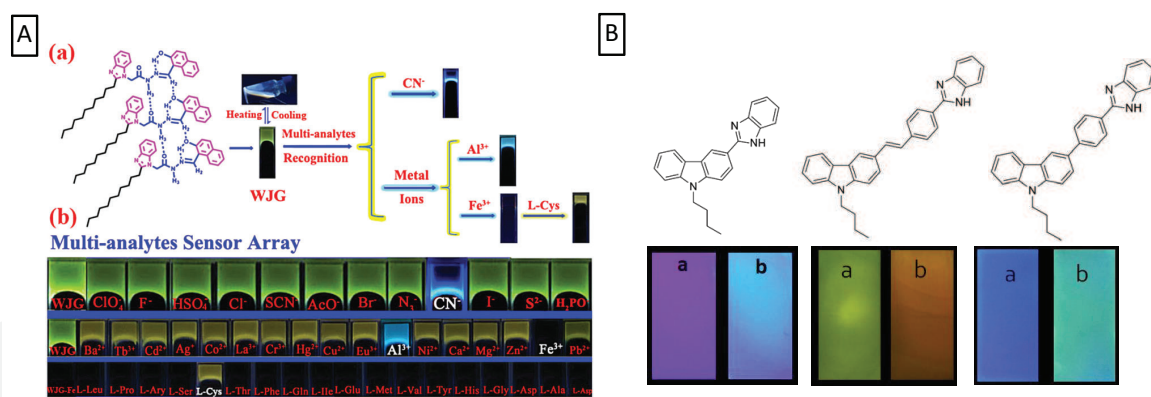 A
B
(a)
CN⁻
Heating
Cooling
Multi-analytes
Recognition
WJG
Metal
Ions
Al³⁺
Fe³⁺
L-Cys
(b)
Multi-analytes Sensor Array
WJG ClO₄⁻ F⁻ HSO₄⁻ Cl⁻ SCN⁻ AcO⁻ Br⁻ N₃⁻ CN⁻ I⁻ S²⁻ H₂PO
WJG Ba²⁺ Tb³⁺ Cd²⁺ Ag⁺ Co²⁺ La³⁺ Cr³⁺ Hg²⁺ Cu²⁺ Eu³⁺ Al³⁺ Ni²⁺ Ca²⁺ Mg²⁺ Zn²⁺ Fe³⁺ Pb²⁺
WJG-Fe L-Leu L-Pro L-Ary L-Ser L-Cys L-Thr L-Phe L-Gln L-Ile L-Glu L-Met L-Val L-Tyr L-His L-Gly L-Asp L-Ala
N
NH
N
N
NH
N
N
NH
N
a b a b a b